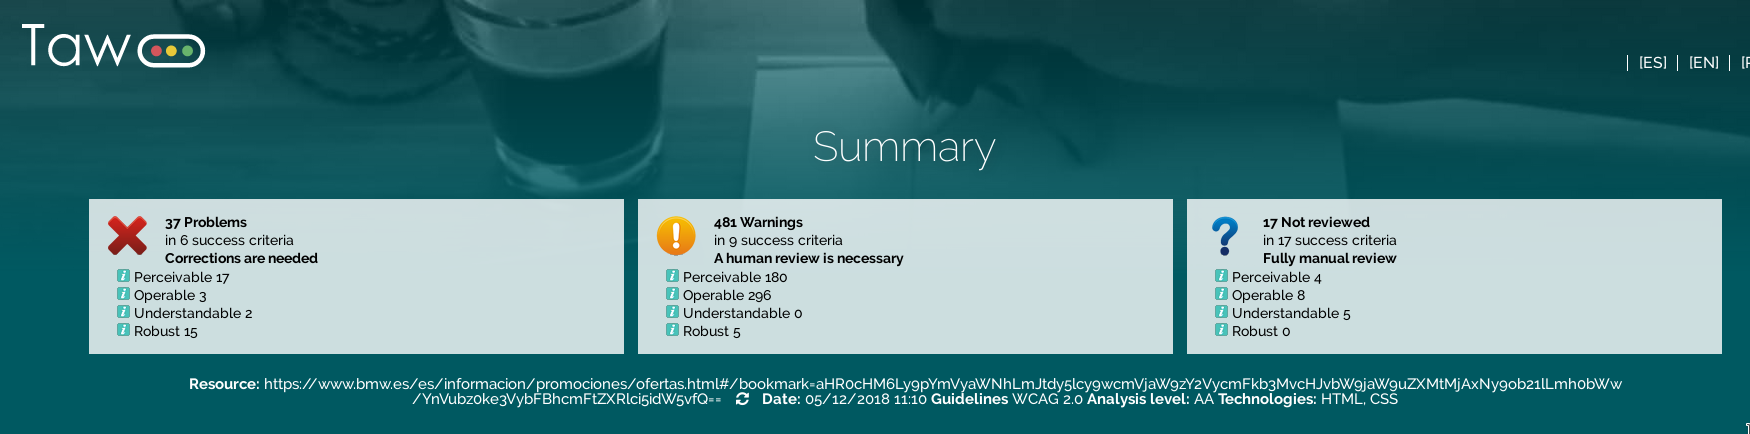 Taw
[ES] [EN]
Summary
37 Problems
in 6 success criteria
Corrections are needed
Perceivable 17
Operable 3
Understandable 2
Robust 15
481 Warnings
in 9 success criteria
A human review is necessary
Perceivable 180
Operable 296
Understandable 0
Robust 5
17 Not reviewed
in 17 success criteria
Fully manual review
Perceivable 4
Operable 8
Understandable 5
Robust 0
Resource: https://www.bmw.es/es/informacion/promociones/ofertas.html#/bookmark=aHR0cHM6Ly9pYmVyaWNhLmJtdy5lcy9wcmVjaW9zY2VycmFkb3MvcHJvbW9jaW9uZXMtMjAxNy9ob21lLmh0bWw
/YnVubz0ke3VybFBhcmFtZXRlci5idW5vfQ== Date: 05/12/2018 11:10 Guidelines WCAG 2.0 Analysis level: AA Technologies: HTML, CSS